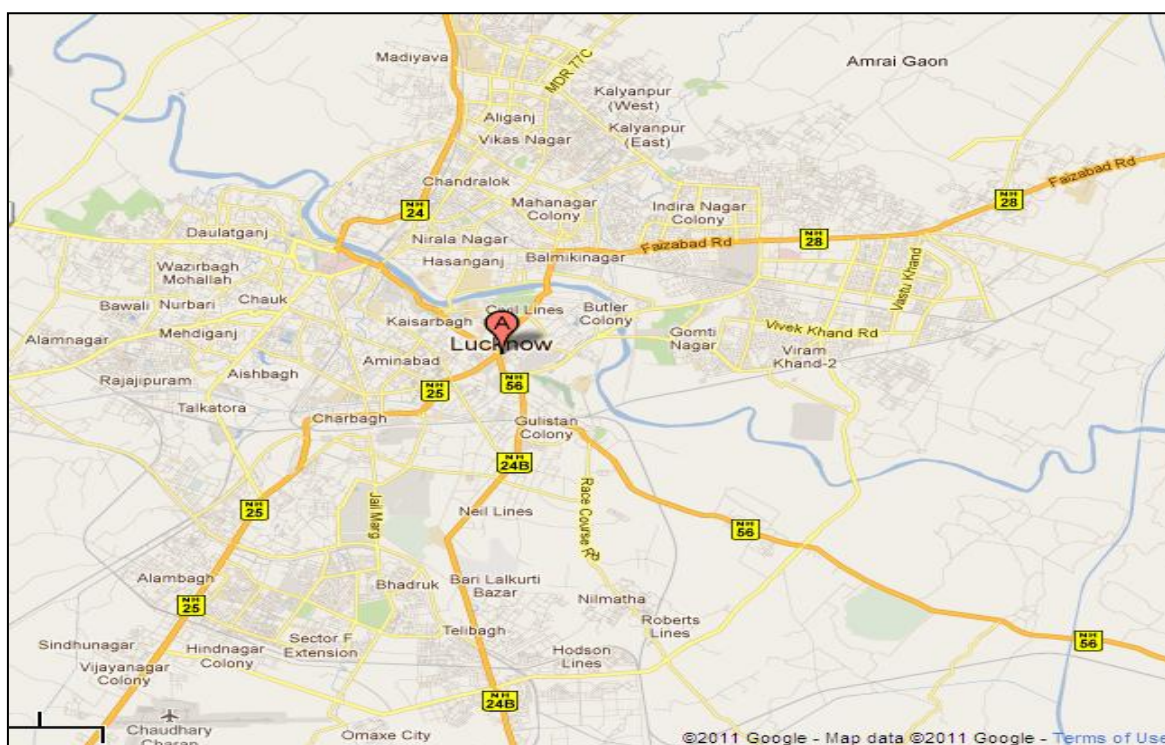 Madiyava
MDR 77C
Amrai Gaon
Kalyanpur
(West)
Aliganj
Vikas Nagar
Kalyanpur
(East)
Faizabad Rd
Chandralok
NH
24
Mahanagar
Colony
Indira Nagar
Colony
NH
28
Daulatganj
Nirala Nagar
Faizabad Rd
NH
28
Hasanganj
Balmikinagar
Wazirbagh
Mohallah
Vastu Khand
Bawali
Nurbari
Chauk
Civil Lines
Butler
Colony
Kaisarbagh
A
Alamnagar
Mehdiganj
Lucknow
Gomti
Nagar
Vivek Khand Rd
Viram
Khand-2
Aminabad
Rajajipuram
Aishbagh
NH
25
NH
56
Talkatora
Charbagh
Gulistan
Colony
NH
24B
Race Course Rd
Jail Marg
NH
25
Neil Lines
NH
56
Alambagh
Bhadruk
Bari Lalkurti
Bazar
NH
25
Nilmatha
Roberts
Lines
Telibagh
Sindhunagar
Hindnagar
Colony
Sector F
Extension
NH
56
Vijayanagar
Colony
Hodson
Lines
NH
24B
Chaudhary
Charan
Omaxe City
©2011 Google - Map data ©2011 Google - Terms of Use